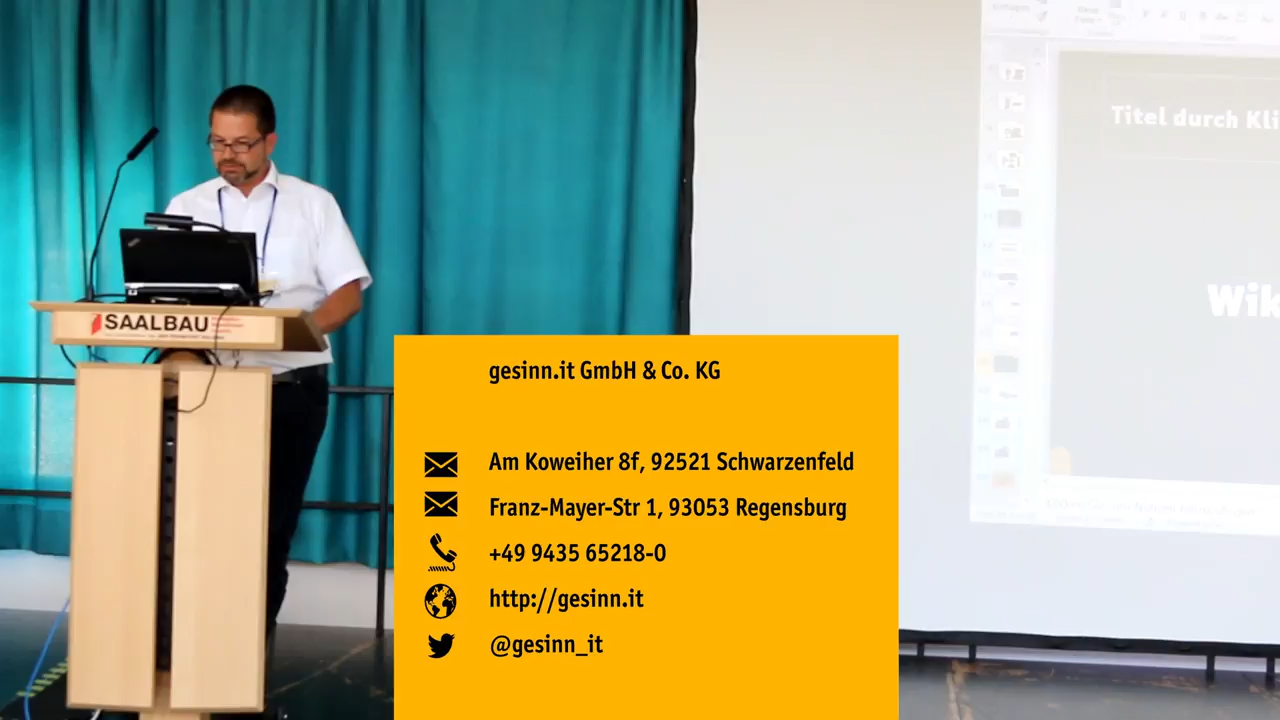 Titel durch Kli
Wik
SAALBAU
gesinn.it GmbH & Co. KG
Am Koweiher 8f, 92521 Schwarzenfeld
Franz-Mayer-Str 1, 93053 Regensburg
+49 9435 65218-0
http://gesinn.it
@gesinn_it